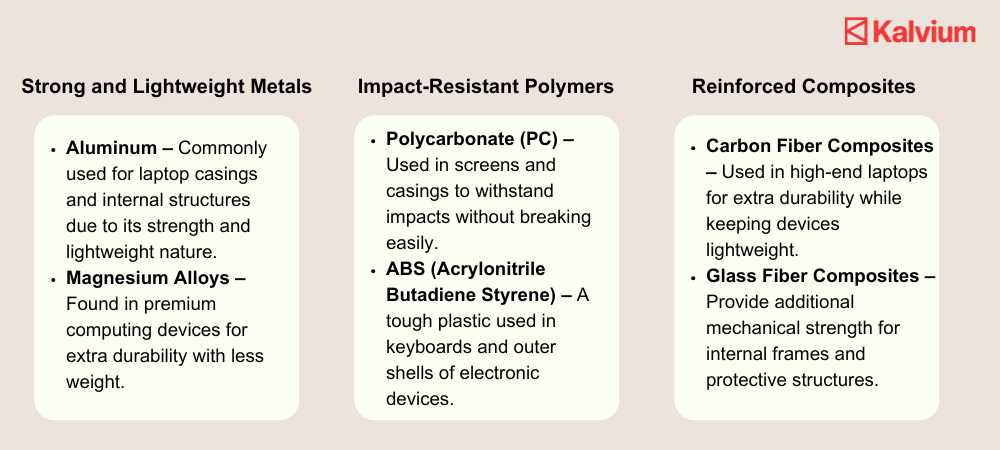 Kalvium
Strong and Lightweight Metals
• Aluminum – Commonly
used for laptop casings
and internal structures
due to its strength and
lightweight nature.
• Magnesium Alloys –
Found in premium
computing devices for
extra durability with less
weight.
Impact-Resistant Polymers
• Polycarbonate (PC) –
Used in screens and
casings to withstand
impacts without breaking
easily.
• ABS (Acrylonitrile
Butadiene Styrene) – A
tough plastic used in
keyboards and outer
shells of electronic
devices.
Reinforced Composites
• Carbon Fiber Composites
– Used in high-end laptops
for extra durability while
keeping devices
lightweight.
• Glass Fiber Composites –
Provide additional
mechanical strength for
internal frames and
protective structures.